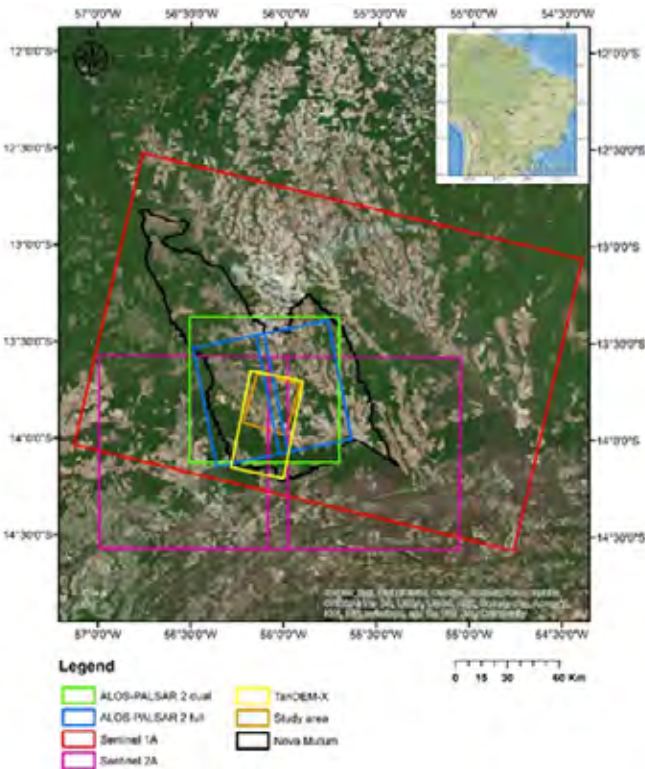 57°0'0"W 56°30'0"W 56°0'0"W 55°30'0"W 55°0'0"W 54°30'0"W
12°0'0"S 12°0'0"S
12°30'0"S 12°30'0"S
13°0'0"S 13°0'0"S
13°30'0"S 13°30'0"S
14°0'0"S 14°0'0"S
14°30'0"S 14°30'0"S
57°0'0"W 56°30'0"W 56°0'0"W 55°30'0"W 55°0'0"W 54°30'0"W
Legend
0 15 30 60 Km
ALOS-PALSAR 2 dual
TanDEM-X
ALOS-PALSAR 2 full
Study area
Sentinel 1A
Nova Mutum
Sentinel 2A